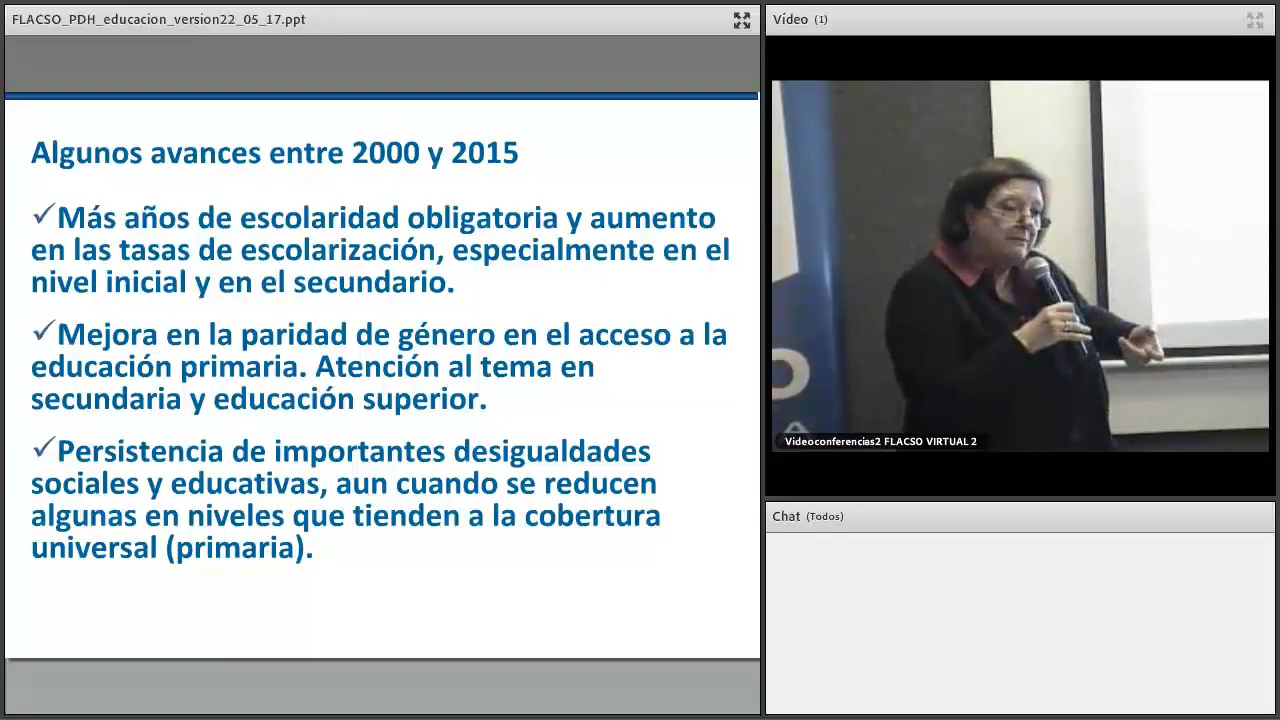 FLACSO_PDH_educacion_version22_05_17.ppt
Algunos avances entre 2000 y 2015
✓Más años de escolaridad obligatoria y aumento
en las tasas de escolarización, especialmente en el
nivel inicial y en el secundario.
✓Mejora en la paridad de género en el acceso a la
educación primaria. Atención al tema en
secundaria y educación superior.
✓Persistencia de importantes desigualdades
sociales y educativas, aun cuando se reducen
algunas en niveles que tienden a la cobertura
universal (primaria).
Vídeo (1)
O
A
Videoconferencias2 FLACSO VIRTUAL 2
Chat (Todos)